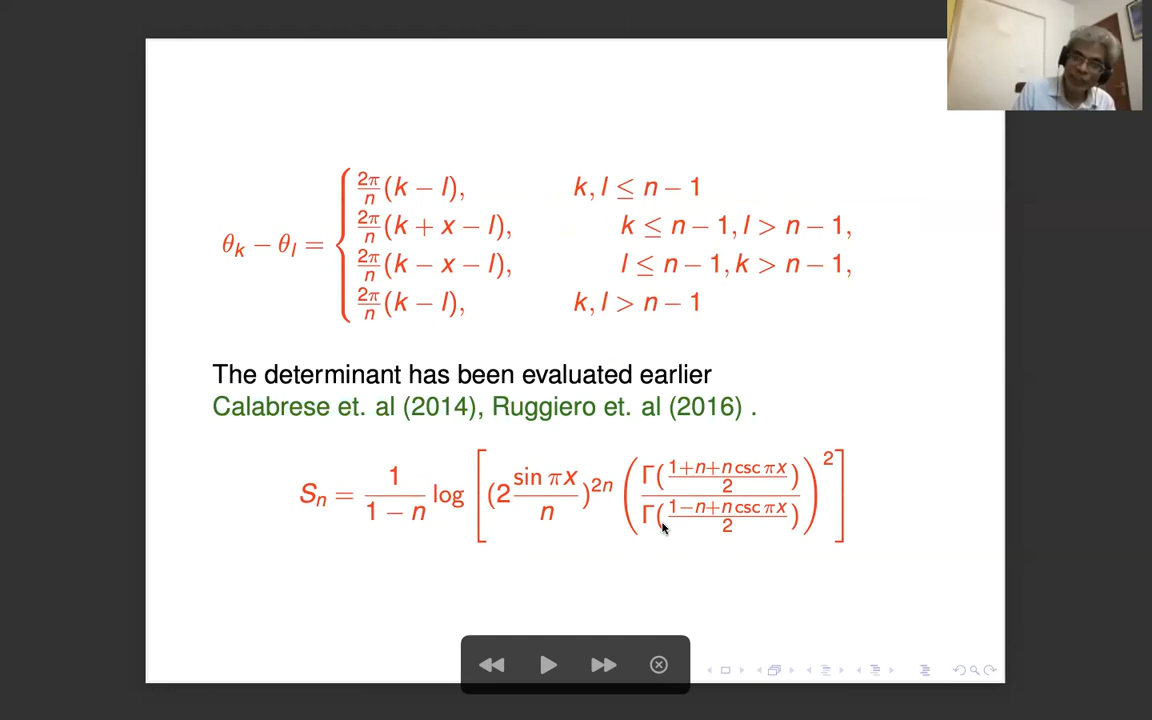 θ_k − θ_l = { 2π/n (k − l), k, l ≤ n − 1
2π/n (k + x − l), k ≤ n − 1, l > n − 1,
2π/n (k − x − l), l ≤ n − 1, k > n − 1,
2π/n (k − l), k, l > n − 1
The determinant has been evaluated earlier
Calabrese et. al (2014), Ruggiero et. al (2016) .
S_n = 1/(1 − n) log [ (2 sin πx/n)^{2n} ( Γ((1+n+n csc πx)/2) / Γ((1−n+n csc πx)/2) )^2 ]